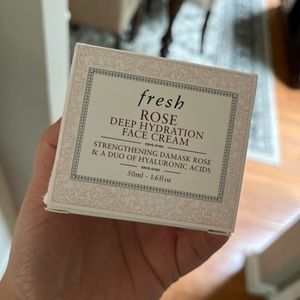 fresh
ROSE
DEEP HYDRATION
FACE CREAM
STRENGTHENING DAMASK ROSE
& A DUO OF HYALURONIC ACIDS
50ml - 1.6fl oz